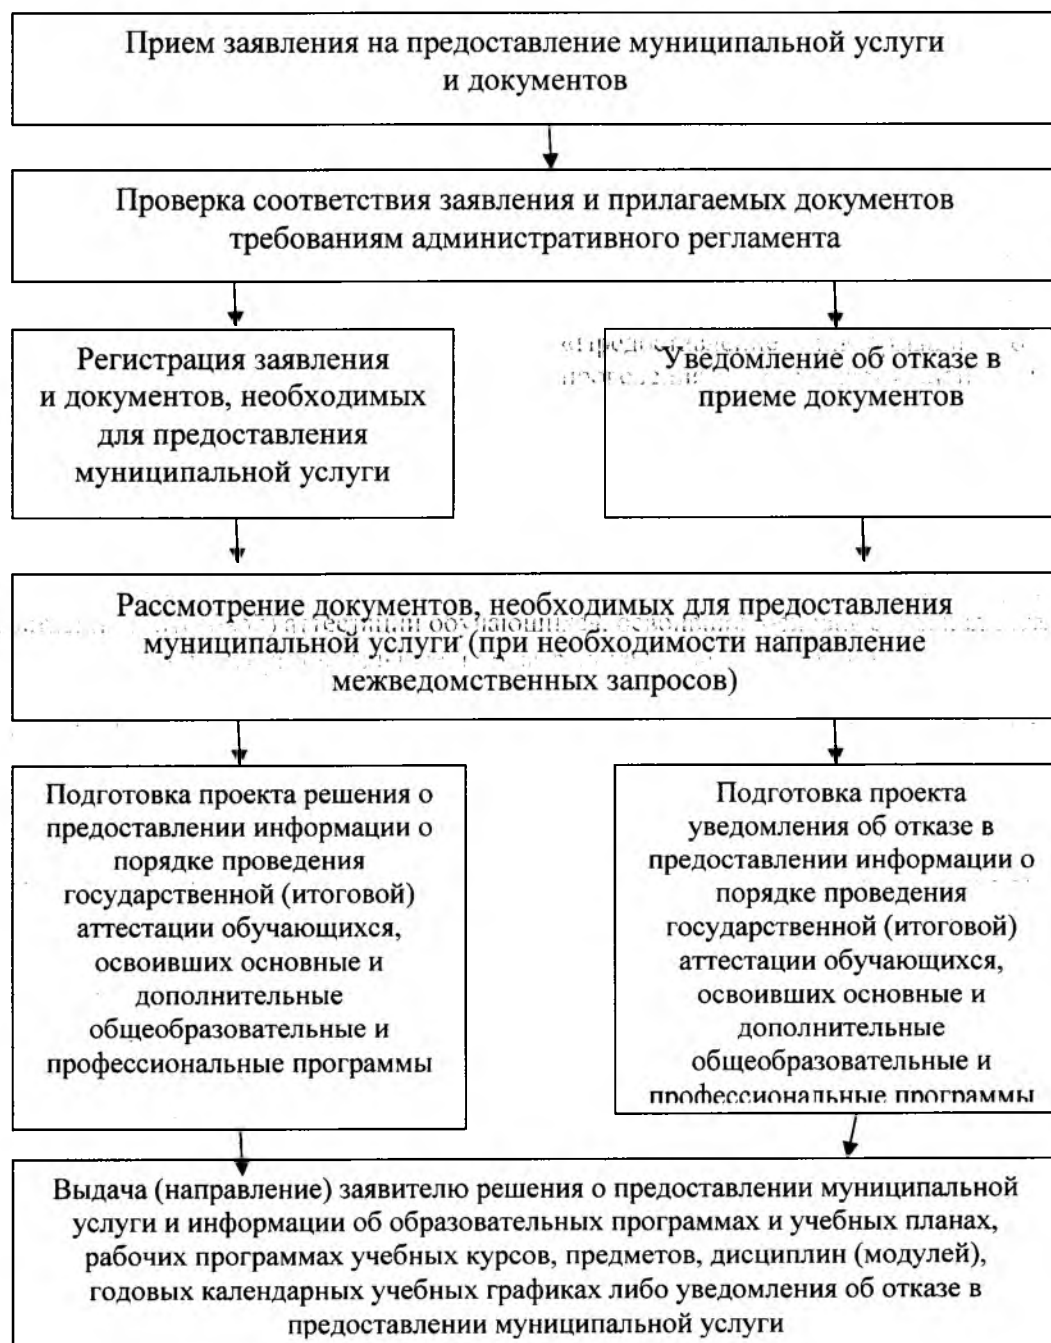 Прием заявления на предоставление муниципальной услуги
и документов
Проверка соответствия заявления и прилагаемых документов
требованиям административного регламента
Регистрация заявления
и документов, необходимых
для предоставления
муниципальной услуги
Уведомление об отказе в
приеме документов
Рассмотрение документов, необходимых для предоставления
муниципальной услуги (при необходимости направление
межведомственных запросов)
Подготовка проекта решения о
предоставлении информации о
порядке проведения
государственной (итоговой)
аттестации обучающихся,
освоивших основные и
дополнительные
общеобразовательные и
профессиональные программы
Подготовка проекта
уведомления об отказе в
предоставлении информации о
порядке проведения
государственной (итоговой)
аттестации обучающихся,
освоивших основные и
дополнительные
общеобразовательные и
профессиональные программы
Выдача (направление) заявителю решения о предоставлении муниципальной
услуги и информации об образовательных программах и учебных планах,
рабочих программах учебных курсов, предметов, дисциплин (модулей),
годовых календарных учебных графиках либо уведомления об отказе в
предоставлении муниципальной услуги